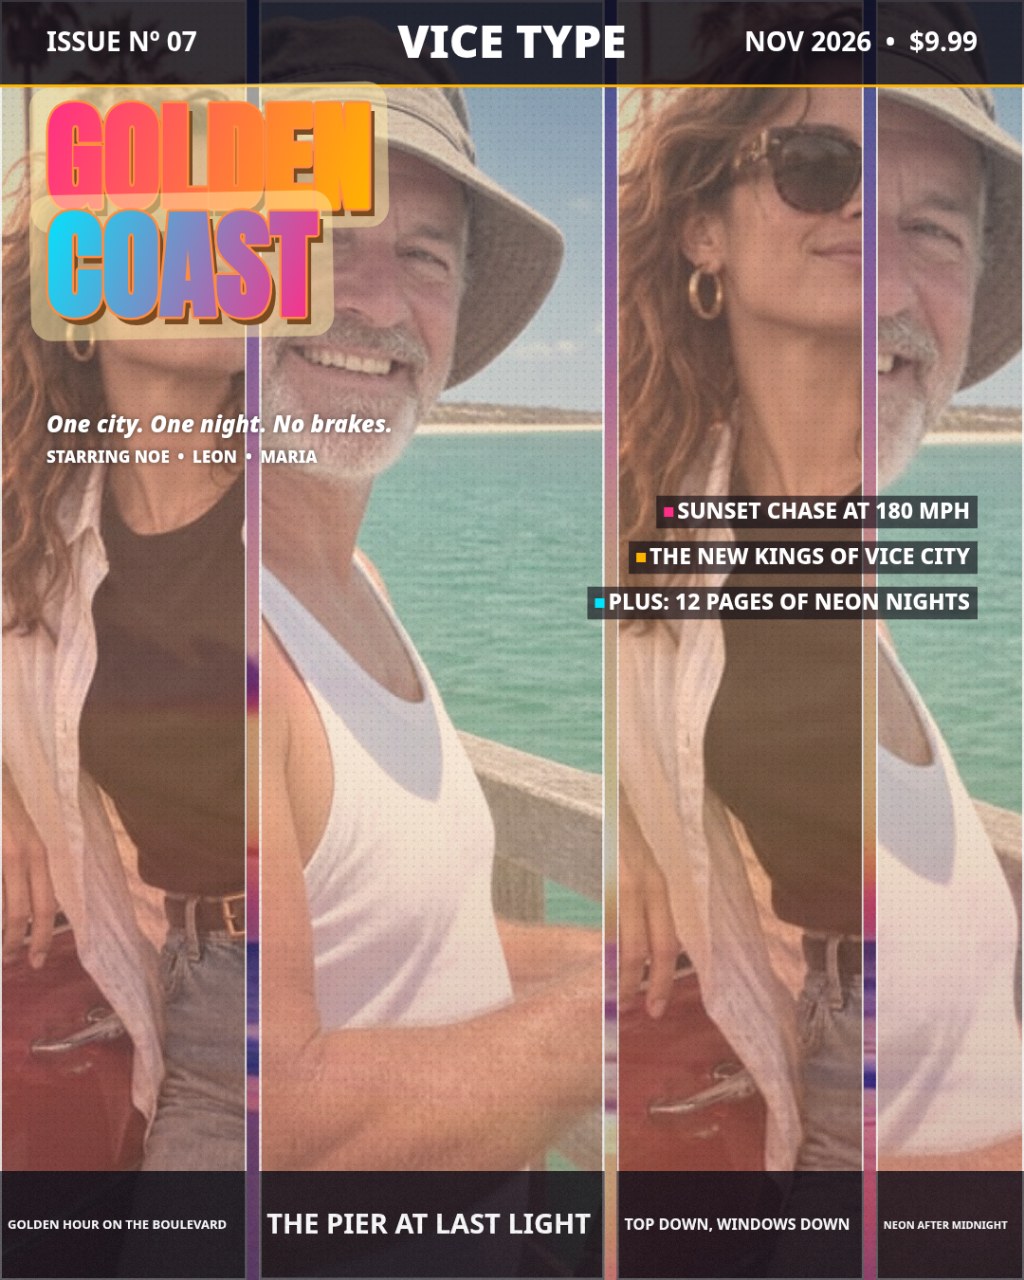 ISSUE Nº 07
VICE TYPE
NOV 2026 • $9.99
GOLDEN
COAST
One city. One night. No brakes.
STARRING NOE • LEON • MARIA
SUNSET CHASE AT 180 MPH
THE NEW KINGS OF VICE CITY
PLUS: 12 PAGES OF NEON NIGHTS
GOLDEN HOUR ON THE BOULEVARD
THE PIER AT LAST LIGHT
TOP DOWN, WINDOWS DOWN
NEON AFTER MIDNIGHT